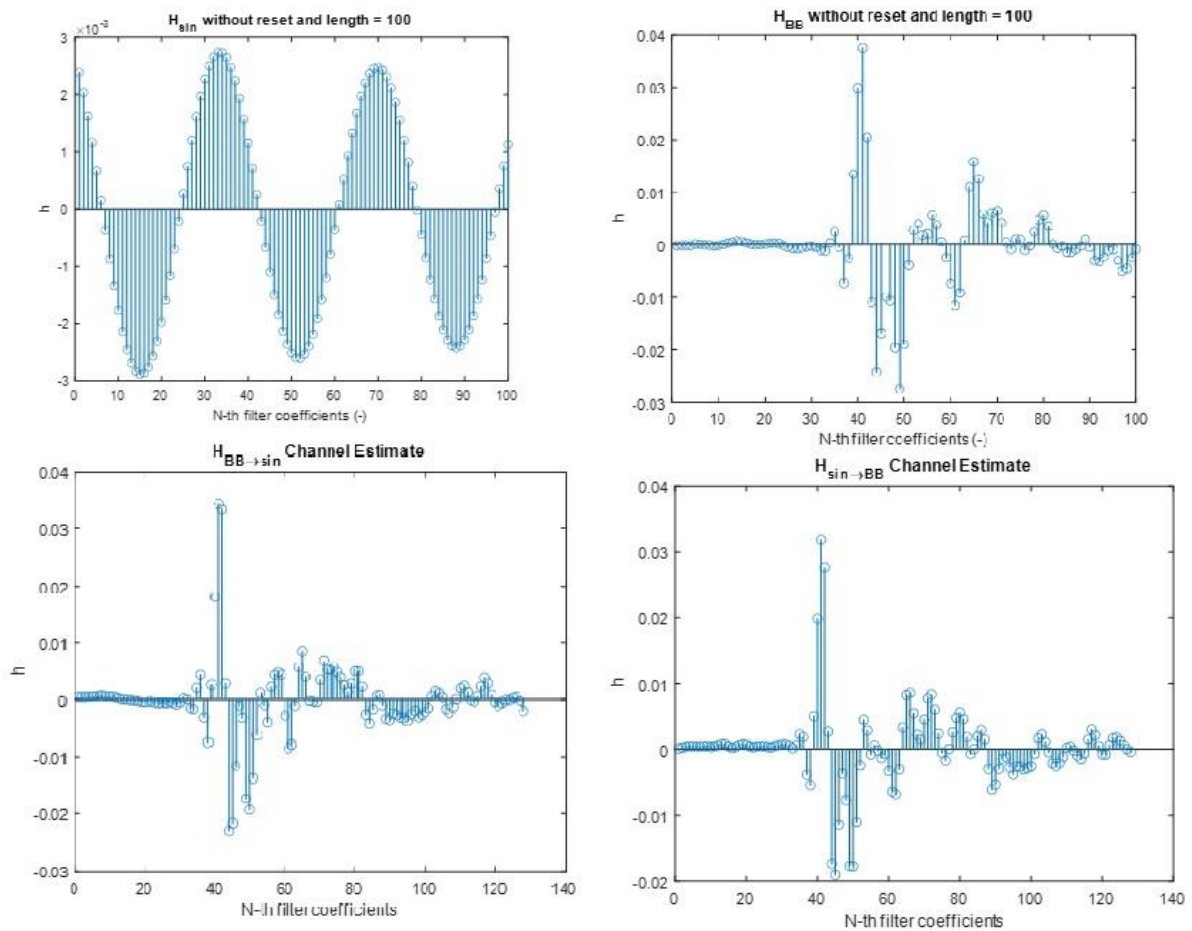 H_sin without reset and length = 100
×10^-3
3
2
1
0
-1
-2
-3
h
0 10 20 30 40 50 60 70 80 90 100
N-th filter coefficients (-)
H_BB without reset and length = 100
0.04
0.03
0.02
0.01
0
-0.01
-0.02
-0.03
h
0 10 20 30 40 50 60 70 80 90 100
N-th filter coefficients (-)
H_BB→sin Channel Estimate
0.04
0.03
0.02
0.01
0
-0.01
-0.02
-0.03
h
0 20 40 60 80 100 120 140
N-th filter coefficients
H_sin→BB Channel Estimate
0.04
0.03
0.02
0.01
0
-0.01
-0.02
h
0 20 40 60 80 100 120 140
N-th filter coefficients